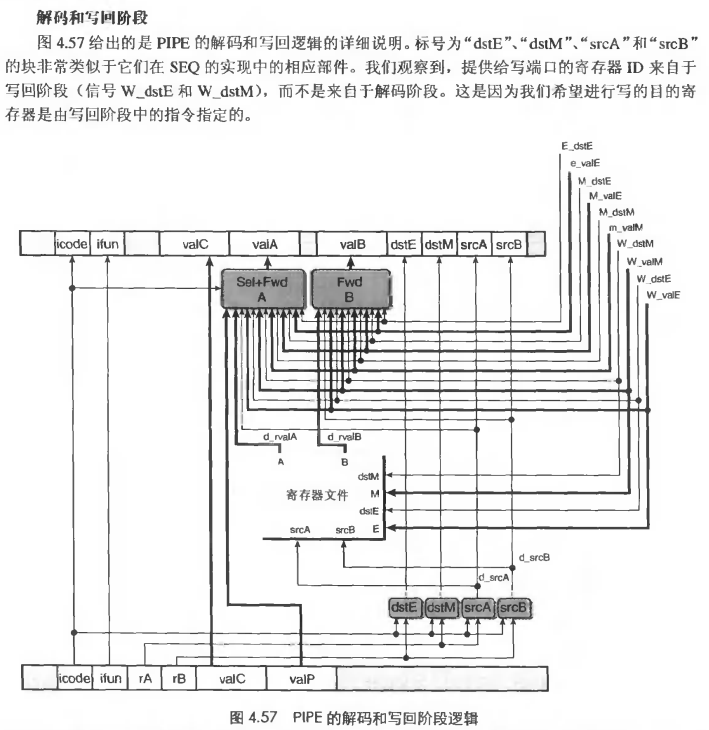 解码和写回阶段
图 4.57 给出的是 PIPE 的解码和写回逻辑的详细说明。标号为“dstE”、“dstM”、“srcA”和“srcB”
的块非常类似于它们在 SEQ 的实现中的相应部件。我们观察到，提供给写端口的寄存器 ID 来自于
写回阶段（信号 W_dstE 和 W_dstM），而不是来自于解码阶段。这是因为我们希望进行写的目的寄
存器是由写回阶段中的指令指定的。
E_dstE
e_valE
M_dstE
M_valE
M_dstM
m_valM
W_dstM
W_valM
W_dstE
W_valE
icode ifun valC valA valB dstE dstM srcA srcB
Sel+Fwd
A
Fwd
B
d_rvalA d_rvalB
A B
dstM
寄存器文件 M
dstE
srcA srcB E
d_srcB
d_srcA
dstE dstM srcA srcB
icode ifun rA rB valC valP
图 4.57 PIPE 的解码和写回阶段逻辑